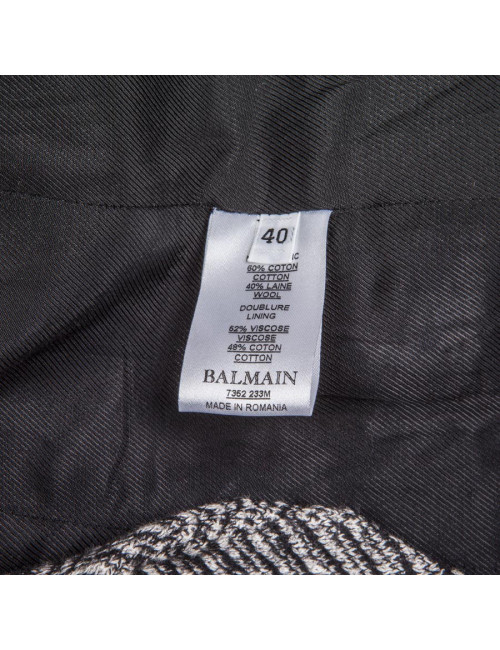 40
60% COTON
COTTON
40% LAINE
WOOL
DOUBLURE
LINING
52% VISCOSE
VISCOSE
48% COTON
COTTON
BALMAIN
7352 233M
MADE IN ROMANIA